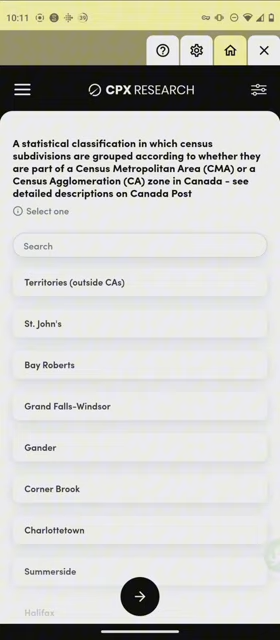 10:11
CPX RESEARCH
A statistical classification in which census
subdivisions are grouped according to whether they
are part of a Census Metropolitan Area (CMA) or a
Census Agglomeration (CA) zone in Canada - see
detailed descriptions on Canada Post
Select one
Search
Territories (outside CAs)
St. John's
Bay Roberts
Grand Falls-Windsor
Gander
Corner Brook
Charlottetown
Summerside
Halifax